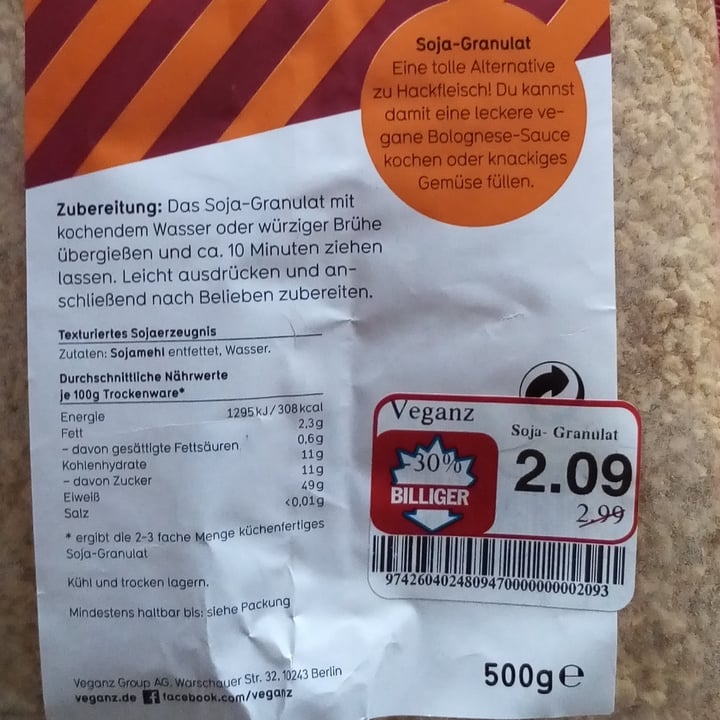 Soja-Granulat
Eine tolle Alternative
zu Hackfleisch! Du kannst
damit eine leckere ve-
gane Bolognese-Sauce
kochen oder knackiges
Gemüse füllen.
Zubereitung: Das Soja-Granulat mit
kochendem Wasser oder würziger Brühe
übergießen und ca. 10 Minuten ziehen
lassen. Leicht ausdrücken und an-
schließend nach Belieben zubereiten.
Texturiertes Sojaerzeugnis
Zutaten: Sojamehl entfettet, Wasser.
Durchschnittliche Nährwerte
je 100g Trockenware*
Energie 1295 kJ / 308 kcal
Fett 2,3g
- davon gesättigte Fettsäuren 0,6g
Kohlenhydrate 11g
- davon Zucker 11g
Eiweiß 49g
Salz <0,01g
* ergibt die 2-3 fache Menge küchenfertiges
Soja-Granulat
Kühl und trocken lagern.
Mindestens haltbar bis: siehe Packung
Veganz Group AG, Warschauer Str. 32, 10243 Berlin
veganz.de facebook.com/veganz
Veganz
Soja- Granulat
-30%
BILLIGER
2.09
2.99
9742604024809470000000002093
500g e